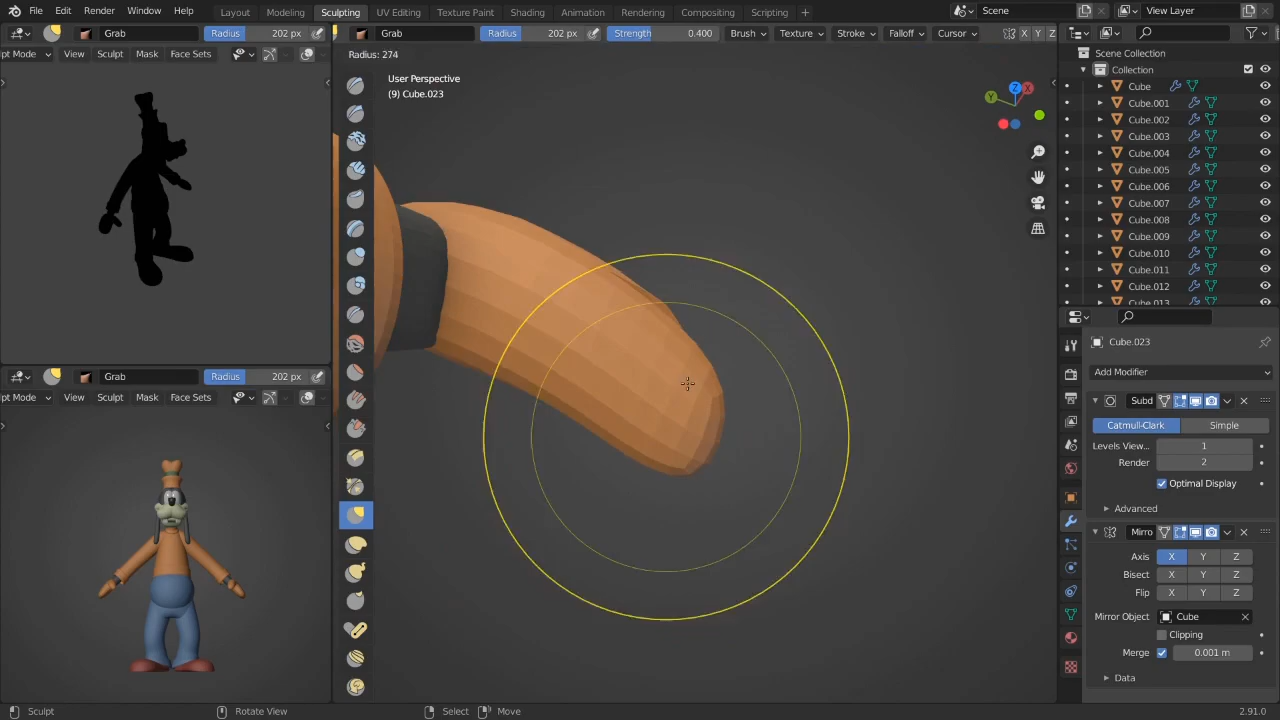 File Edit Render Window Help Layout Modeling Sculpting UV Editing Texture Paint Shading Animation Rendering Compositing Scripting + Scene View Layer
Grab Radius 202 px
pt Mode View Sculpt Mask Face Sets
Grab Radius 202 px Strength 0.400 Brush Texture Stroke Falloff Cursor X Y Z
Radius: 274
User Perspective
(9) Cube.023
Z
X
Y
Scene Collection
Collection
Cube
Cube.001
Cube.002
Cube.003
Cube.004
Cube.005
Cube.006
Cube.007
Cube.008
Cube.009
Cube.010
Cube.011
Cube.012
Cube.013
Cube.023
Add Modifier
Subd
Catmull-Clark Simple
Levels View... 1
Render 2
Optimal Display
Advanced
Mirro
Axis X Y Z
Bisect X Y Z
Flip X Y Z
Mirror Object Cube
Clipping
Merge 0.001 m
Data
Grab Radius 202 px
pt Mode View Sculpt Mask Face Sets
Sculpt Rotate View Select Move 2.91.0